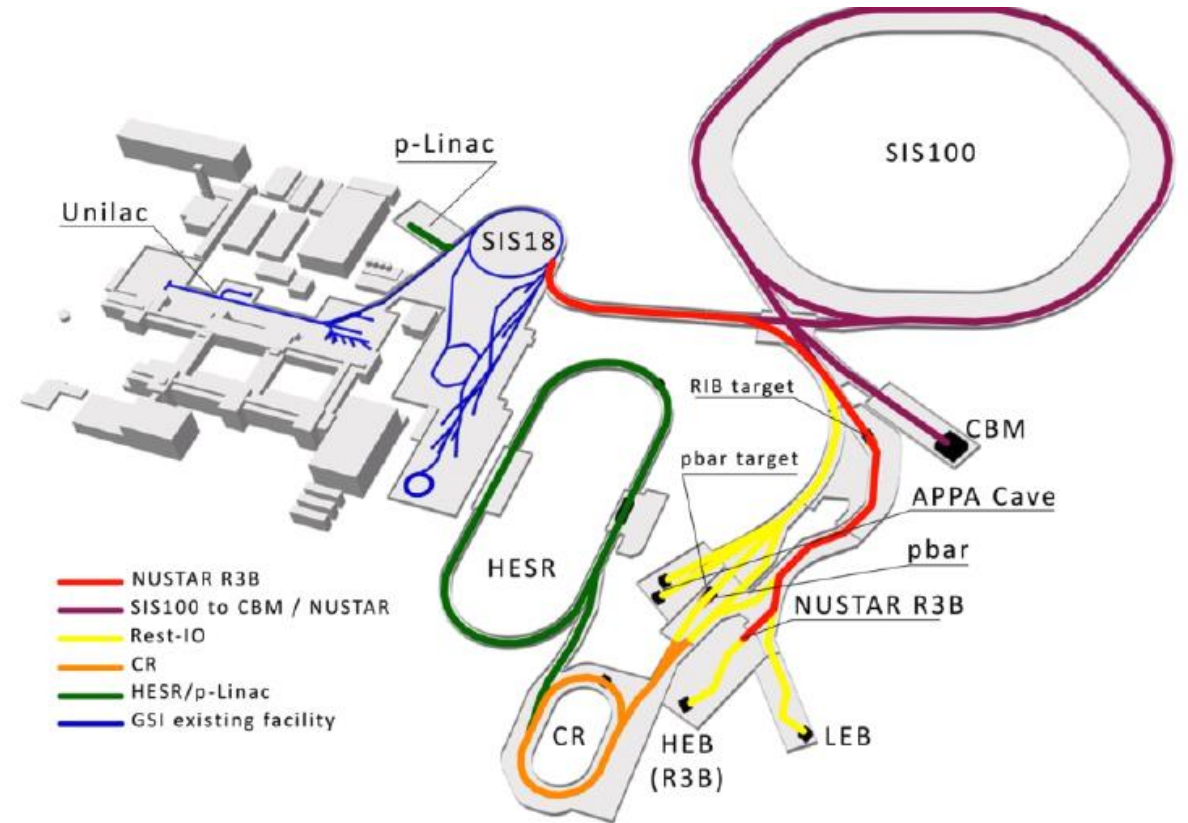 SIS100
p-Linac
Unilac
SIS18
RIB target
CBM
pbar target
APPA Cave
pbar
HESR
NUSTAR R3B
NUSTAR R3B
SIS100 to CBM / NUSTAR
Rest-IO
CR
HESR/p-Linac
GSI existing facility
CR
HEB
(R3B)
LEB